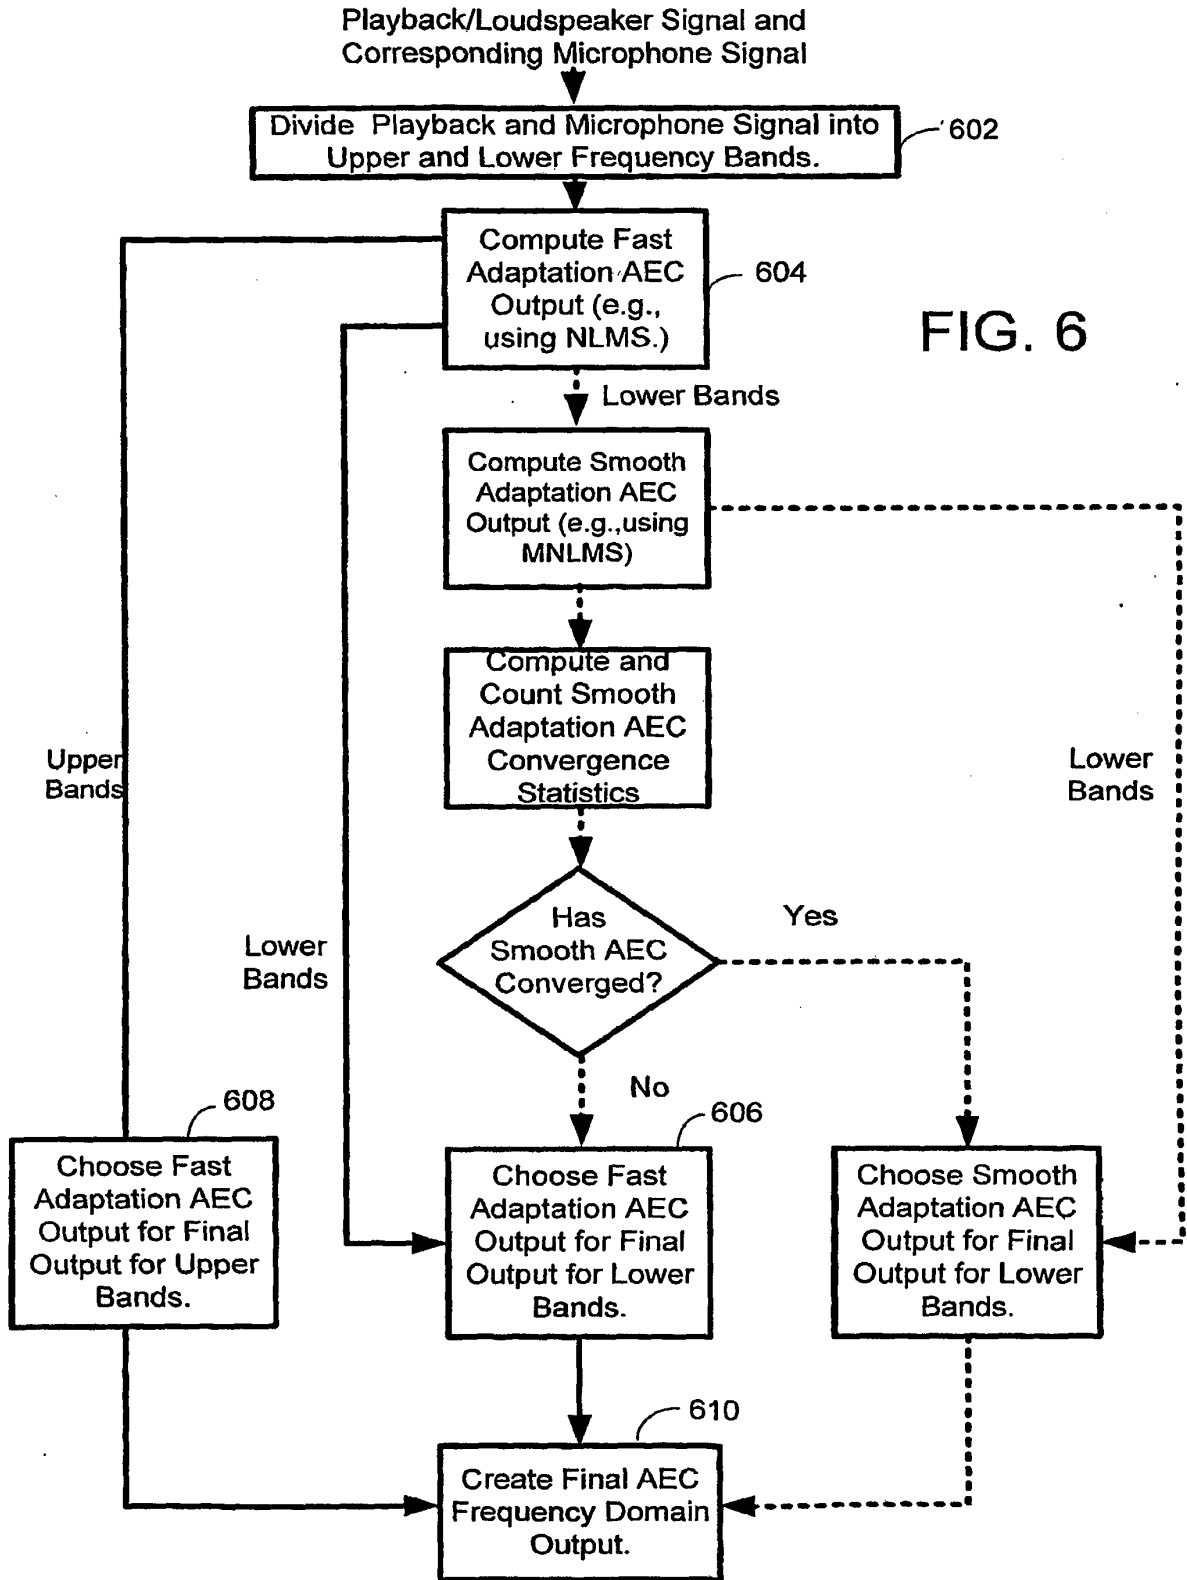 Playback/Loudspeaker Signal and
Corresponding Microphone Signal
Divide Playback and Microphone Signal into
Upper and Lower Frequency Bands.
602
Compute Fast
Adaptation AEC
Output (e.g.,
using NLMS.)
604
FIG. 6
Lower Bands
Compute Smooth
Adaptation AEC
Output (e.g.,using
MNLMS)
Compute and
Count Smooth
Adaptation AEC
Convergence
Statistics
Upper
Bands
Lower
Bands
Has
Smooth AEC
Converged?
Yes
Lower
Bands
No
608
606
Choose Fast
Adaptation AEC
Output for Final
Output for Upper
Bands.
Choose Fast
Adaptation AEC
Output for Final
Output for Lower
Bands.
Choose Smooth
Adaptation AEC
Output for Final
Output for Lower
Bands.
610
Create Final AEC
Frequency Domain
Output.